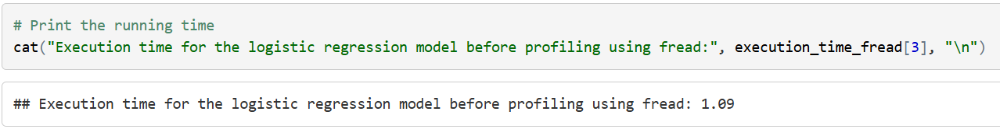 # Print the running time
cat("Execution time for the logistic regression model before profiling using fread:", execution_time_fread[3], "\n")
## Execution time for the logistic regression model before profiling using fread: 1.09